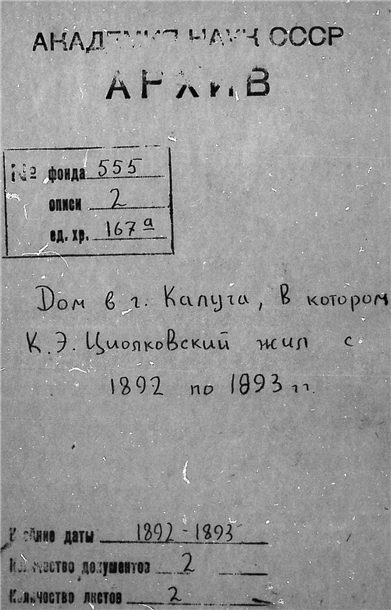 АКАДЕМИЯ НАУК СССР
АРХИВ
№ фонда 555
описи 2
ед. хр. 167а
Дом в г. Калуга, в котором
К. Э. Циолковский жил с
1892 по 1893 гг.
Крайние даты 1892-1893
Количество документов 2
Количество листов 2